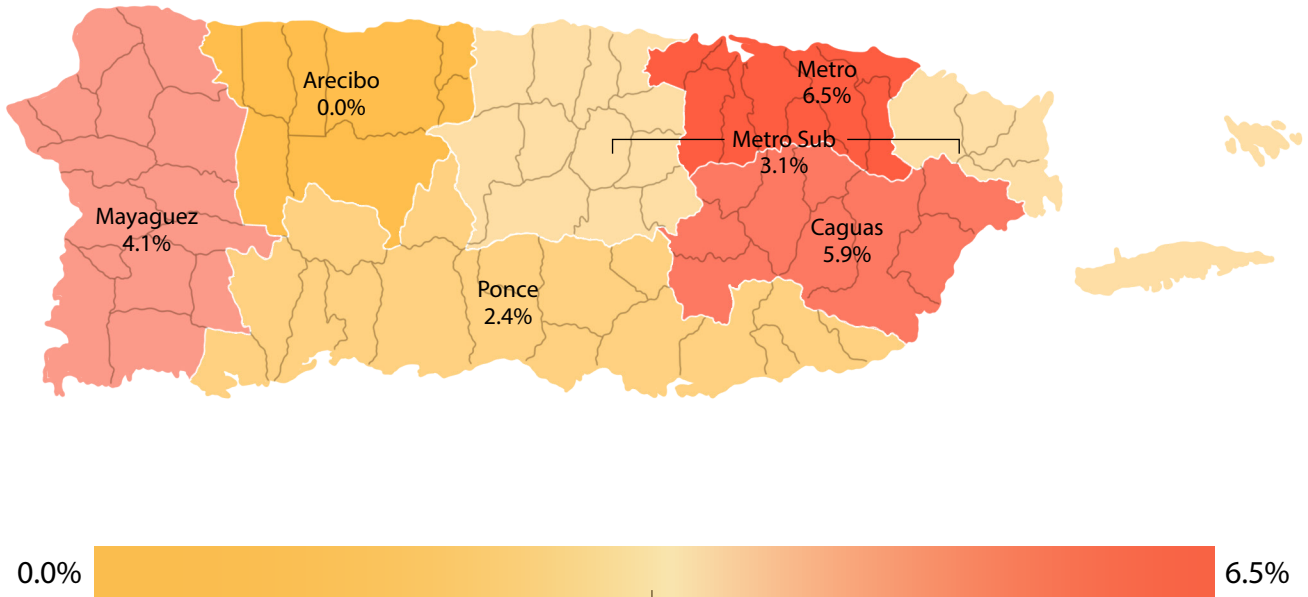 Arecibo
0.0%
Metro
6.5%
Metro Sub
3.1%
Mayaguez
4.1%
Caguas
5.9%
Ponce
2.4%
0.0%
6.5%